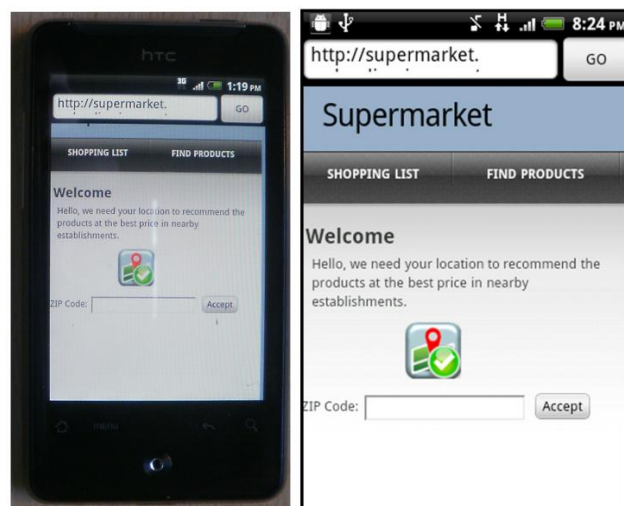 hTC
3G
1:19 PM
http://supermarket.
GO
SHOPPING LIST
FIND PRODUCTS
Welcome
Hello, we need your location to recommend the
products at the best price in nearby
establishments.
ZIP Code:
Accept
menu
H
8:24 PM
http://supermarket.
GO
Supermarket
SHOPPING LIST
FIND PRODUCTS
Welcome
Hello, we need your location to recommend the
products at the best price in nearby
establishments.
ZIP Code:
Accept